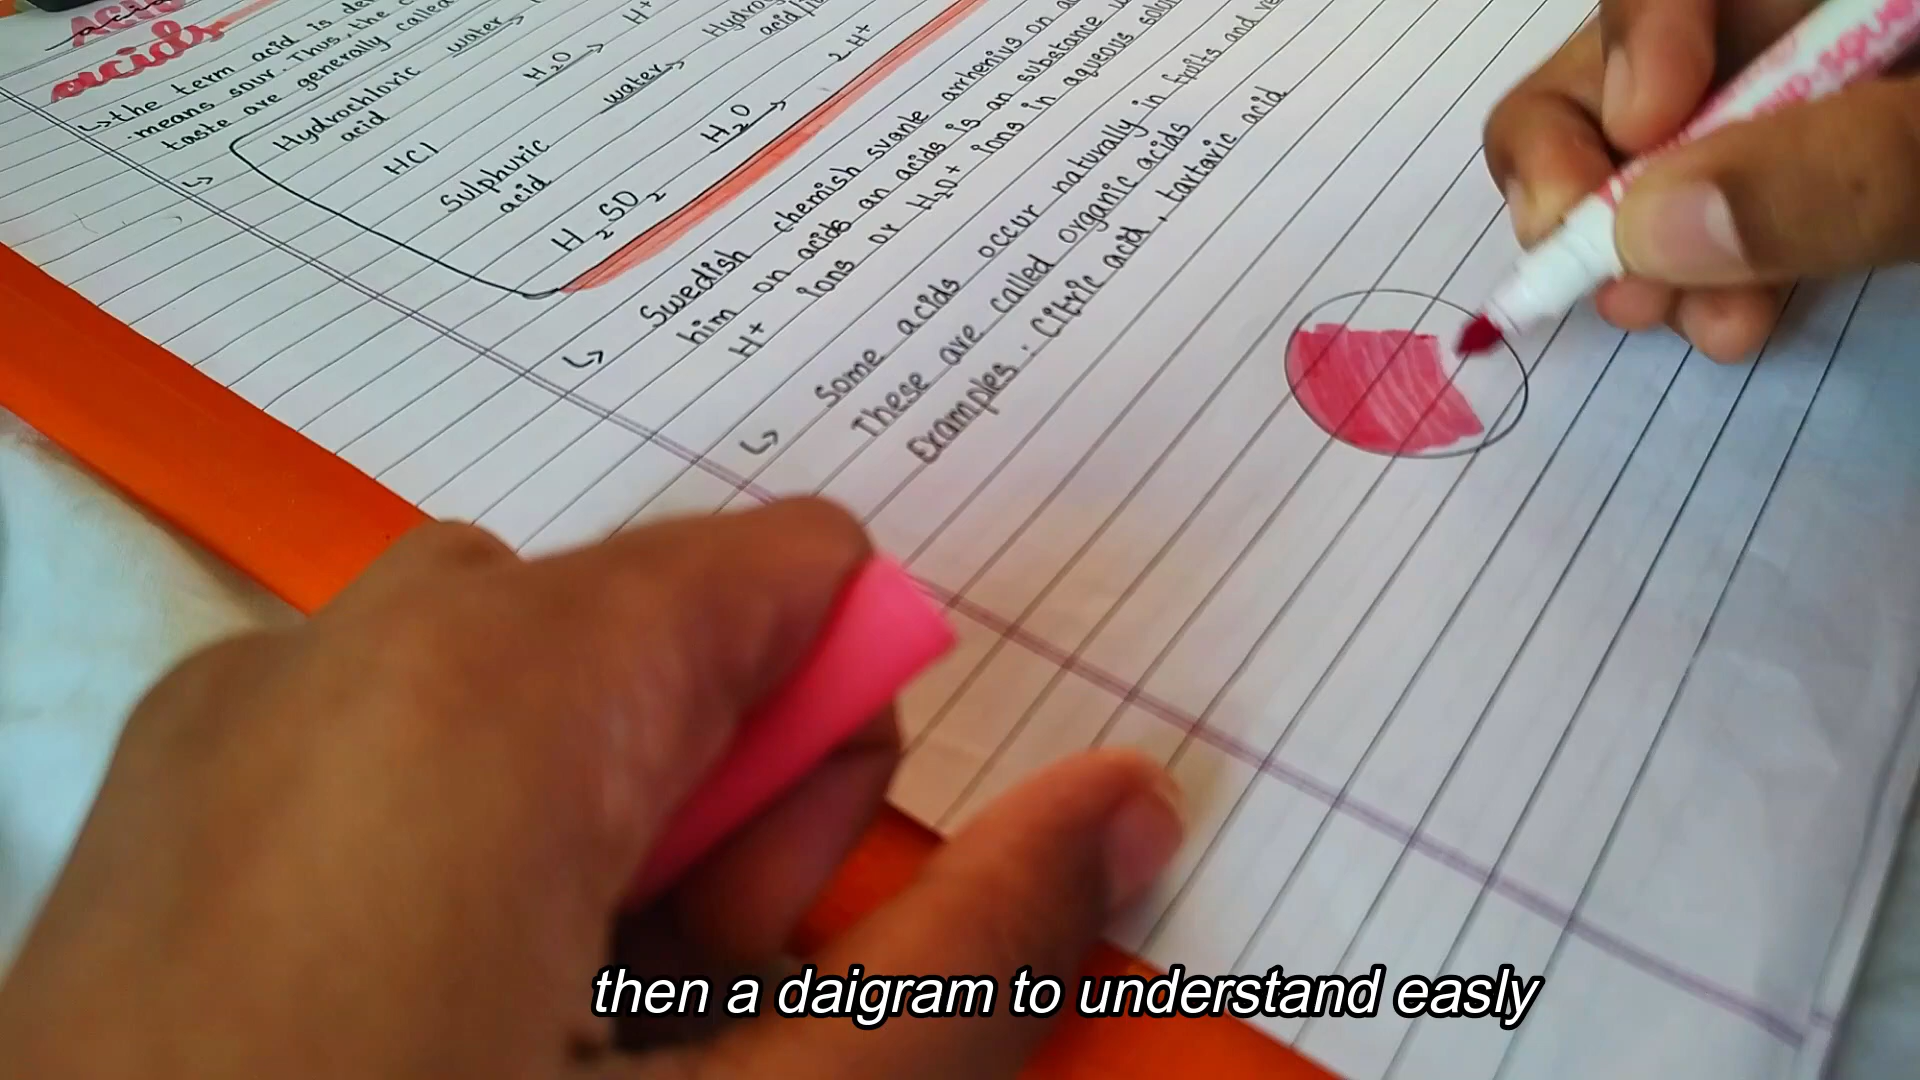 acids
↳ the term acid is
means sour. Thus, the
taste are generally called
↳ Hydrochloric acid water
HCl H₂O → H⁺
Sulphuric acid water →
H₂SO₂ H₂O → 2H⁺
↳ Swedish chemish svante arrhenius on
him on acids an acids is an substance
H⁺ ions or H₂O⁺ ions in aqueous
↳ Some acids occur naturally in fruits and
These are called organic acids
Examples. Citric acid, tartaric acid
then a daigram to understand easly